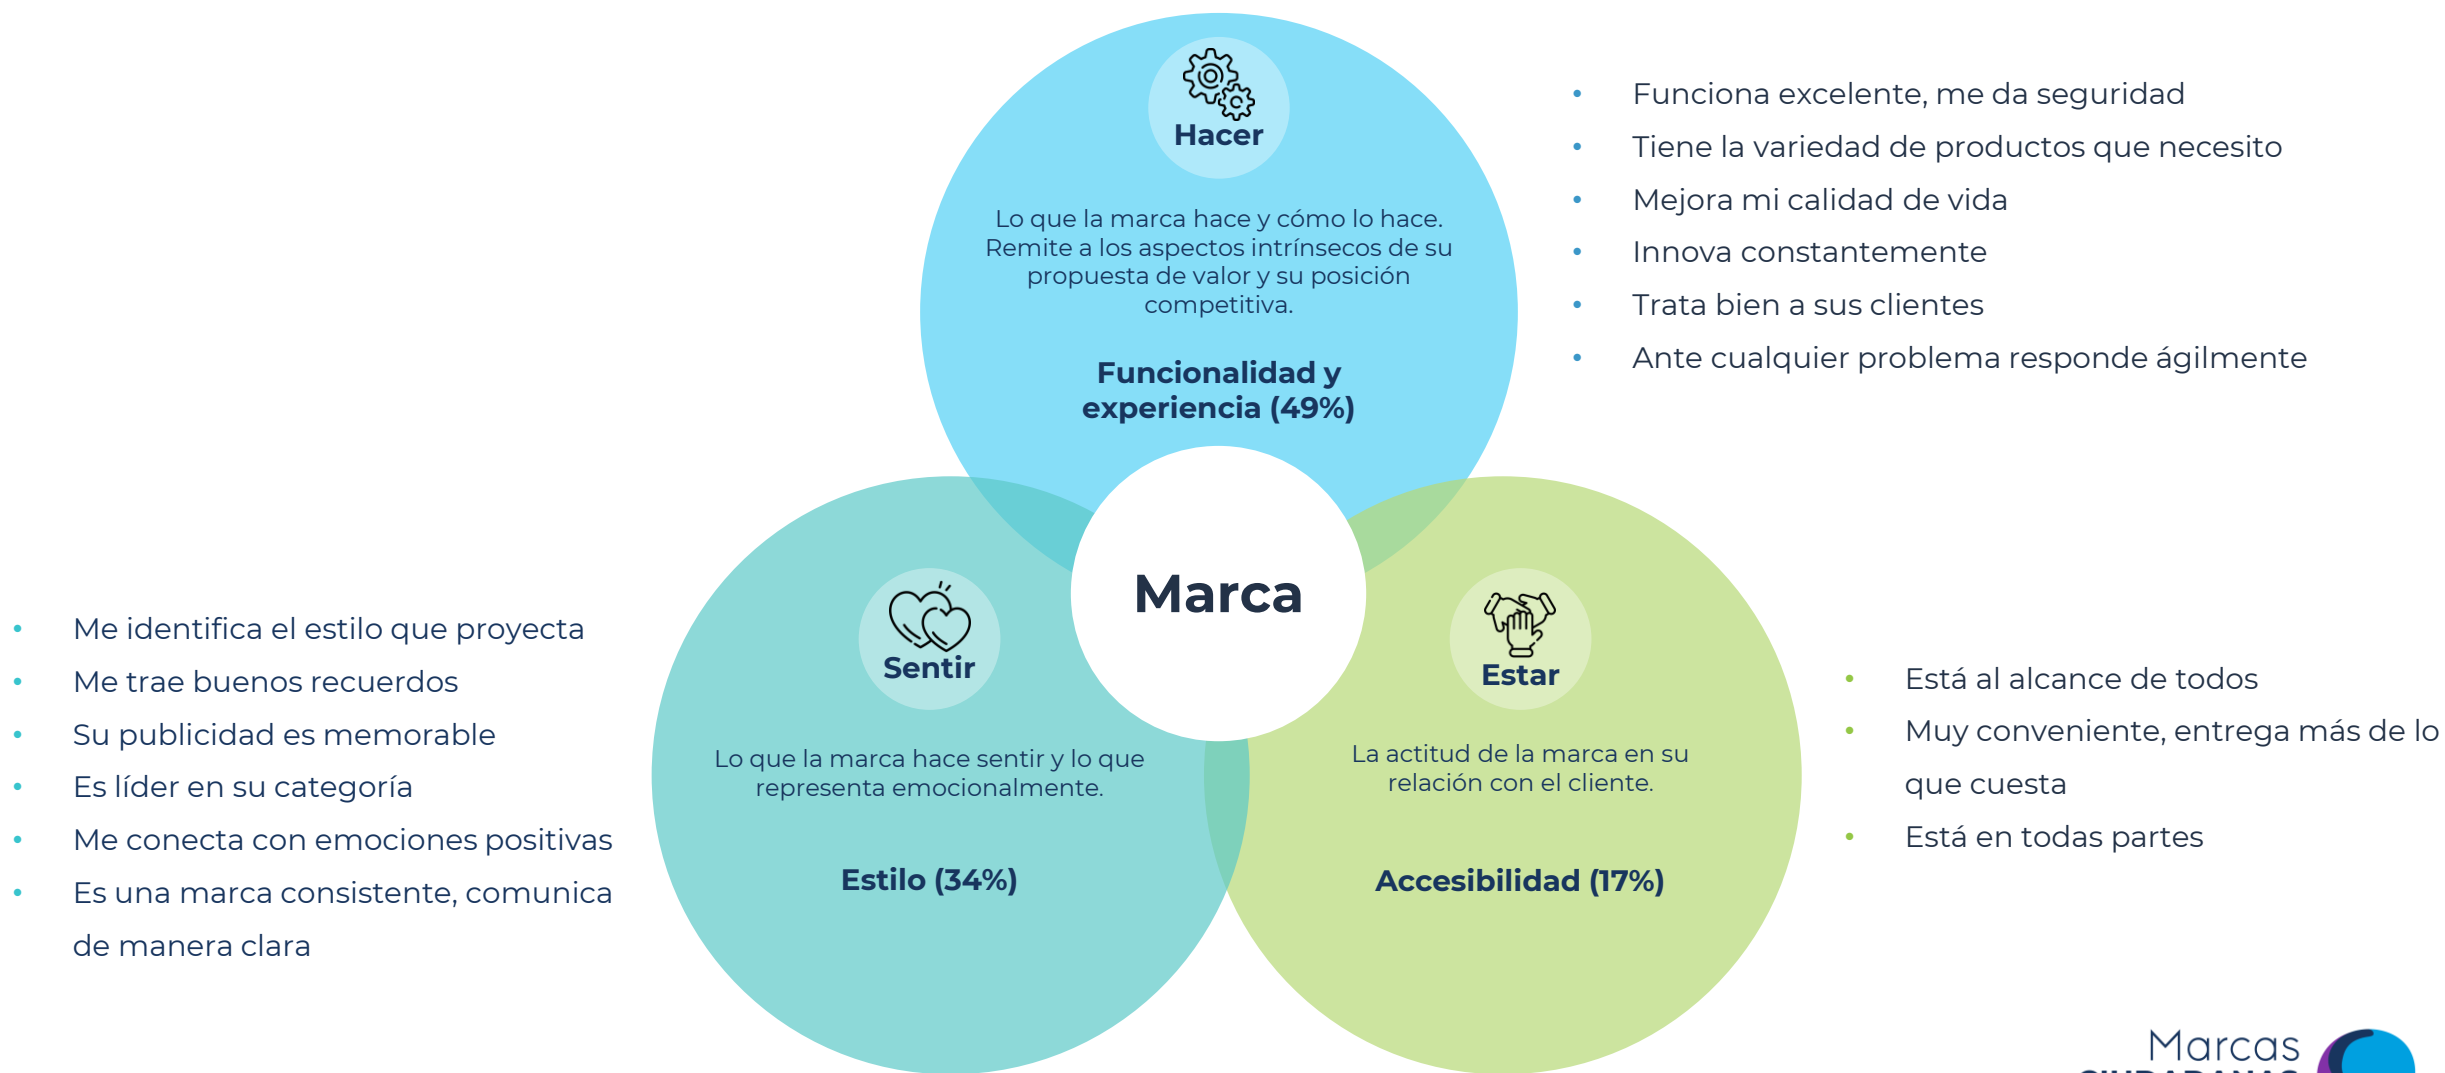 Hacer
Lo que la marca hace y cómo lo hace.
Remite a los aspectos intrínsecos de su
propuesta de valor y su posición
competitiva.
Funcionalidad y
experiencia (49%)
• Funciona excelente, me da seguridad
• Tiene la variedad de productos que necesito
• Mejora mi calidad de vida
• Innova constantemente
• Trata bien a sus clientes
• Ante cualquier problema responde ágilmente
Marca
• Me identifica el estilo que proyecta
• Me trae buenos recuerdos
• Su publicidad es memorable
• Es líder en su categoría
• Me conecta con emociones positivas
• Es una marca consistente, comunica
de manera clara
Sentir
Lo que la marca hace sentir y lo que
representa emocionalmente.
Estilo (34%)
Estar
La actitud de la marca en su
relación con el cliente.
Accesibilidad (17%)
• Está al alcance de todos
• Muy conveniente, entrega más de lo
que cuesta
• Está en todas partes
Marcas
CIUDADANAS